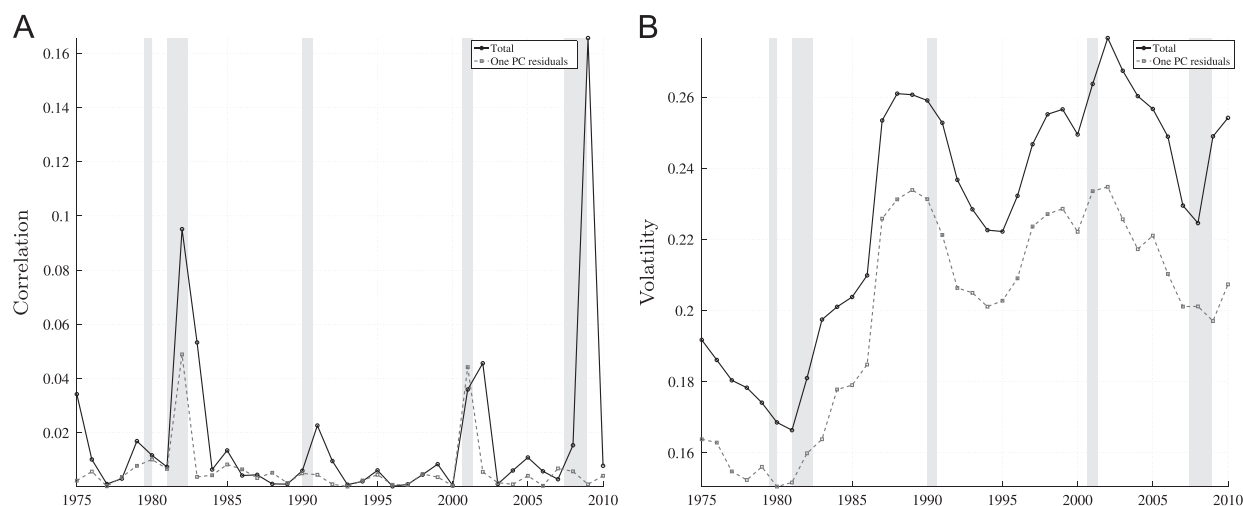 A
Total
One PC residuals
Correlation
0.16
0.14
0.12
0.1
0.08
0.06
0.04
0.02
1975 1980 1985 1990 1995 2000 2005 2010
B
Total
One PC residuals
Volatility
0.26
0.24
0.22
0.2
0.18
0.16
1975 1980 1985 1990 1995 2000 2005 2010